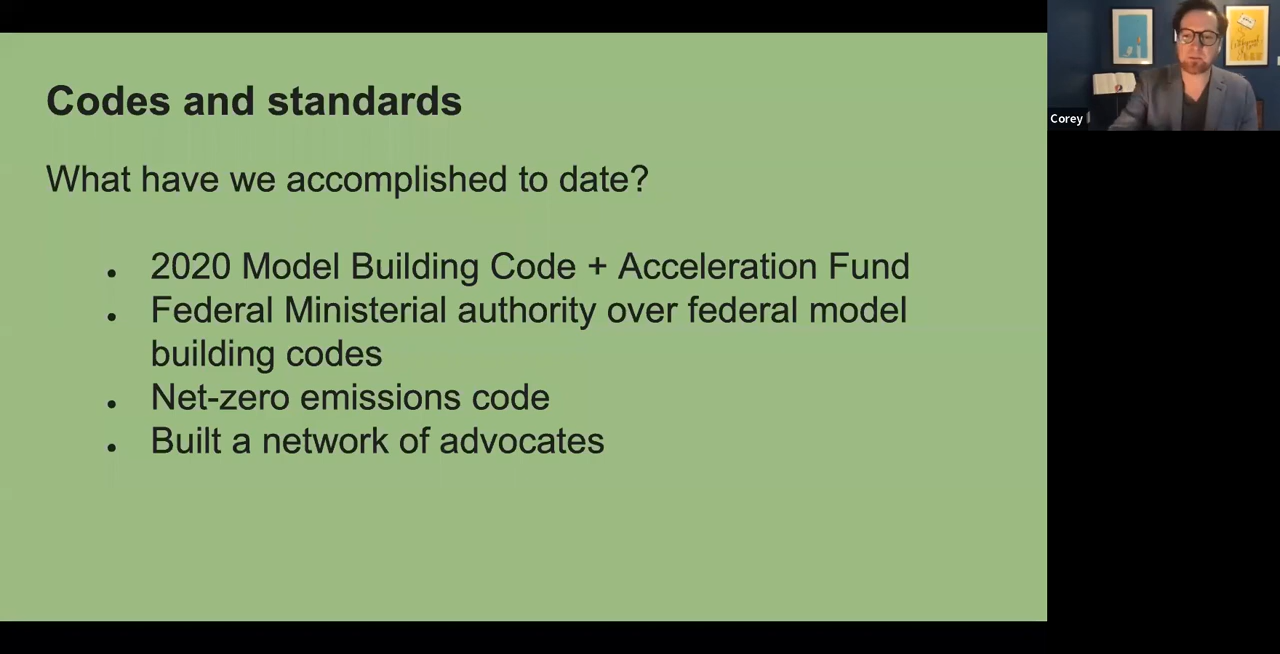 Codes and standards
What have we accomplished to date?
• 2020 Model Building Code + Acceleration Fund
• Federal Ministerial authority over federal model
building codes
• Net-zero emissions code
• Built a network of advocates
Corey